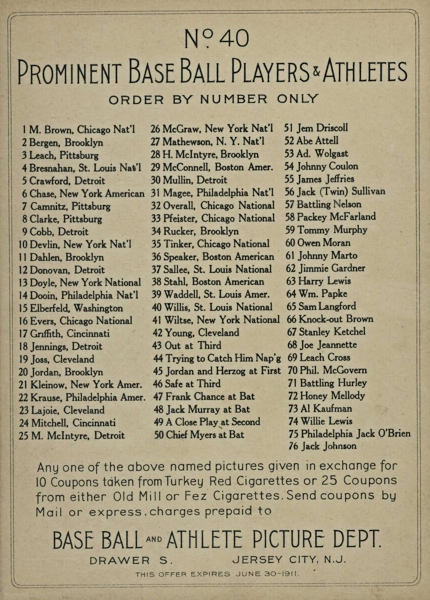 No. 40
PROMINENT BASE BALL PLAYERS & ATHLETES
ORDER BY NUMBER ONLY
1 M. Brown, Chicago Nat'l
2 Bergen, Brooklyn
3 Leach, Pittsburg
4 Bresnahan, St. Louis Nat'l
5 Crawford, Detroit
6 Chase, New York American
7 Camnitz, Pittsburg
8 Clarke, Pittsburg
9 Cobb, Detroit
10 Devlin, New York Nat'l
11 Dahlen, Brooklyn
12 Donovan, Detroit
13 Doyle, New York National
14 Dooin, Philadelphia Nat'l
15 Elberfeld, Washington
16 Evers, Chicago National
17 Griffith, Cincinnati
18 Jennings, Detroit
19 Joss, Cleveland
20 Jordan, Brooklyn
21 Kleinow, New York Amer.
22 Krause, Philadelphia Amer.
23 Lajoie, Cleveland
24 Mitchell, Cincinnati
25 M. McIntyre, Detroit
26 McGraw, New York Nat'l
27 Mathewson, N. Y. Nat'l
28 H. McIntyre, Brooklyn
29 McConnell, Boston Amer.
30 Mullin, Detroit
31 Magee, Philadelphia Nat'l
32 Overall, Chicago National
33 Pfeister, Chicago National
34 Rucker, Brooklyn
35 Tinker, Chicago National
36 Speaker, Boston American
37 Sallee, St. Louis National
38 Stahl, Boston American
39 Waddell, St. Louis Amer.
40 Willis, St. Louis National
41 Wiltse, New York National
42 Young, Cleveland
43 Out at Third
44 Trying to Catch Him Nap'g
45 Jordan and Herzog at First
46 Safe at Third
47 Frank Chance at Bat
48 Jack Murray at Bat
49 A Close Play at Second
50 Chief Myers at Bat
51 Jem Driscoll
52 Abe Attell
53 Ad. Wolgast
54 Johnny Coulon
55 James Jeffries
56 Jack (Twin) Sullivan
57 Battling Nelson
58 Packey McFarland
59 Tommy Murphy
60 Owen Moran
61 Johnny Marto
62 Jimmie Gardner
63 Harry Lewis
64 Wm. Papke
65 Sam Langford
66 Knock-out Brown
67 Stanley Ketchel
68 Joe Jeannette
69 Leach Cross
70 Phil. McGovern
71 Battling Hurley
72 Honey Mellody
73 Al Kaufman
74 Willie Lewis
75 Philadelphia Jack O'Brien
76 Jack Johnson
Any one of the above named pictures given in exchange for
10 Coupons taken from Turkey Red Cigarettes or 25 Coupons
from either Old Mill or Fez Cigarettes. Send coupons by
Mail or express, charges prepaid to
BASE BALL AND ATHLETE PICTURE DEPT.
DRAWER S. JERSEY CITY, N.J.
THIS OFFER EXPIRES JUNE 30-1911.